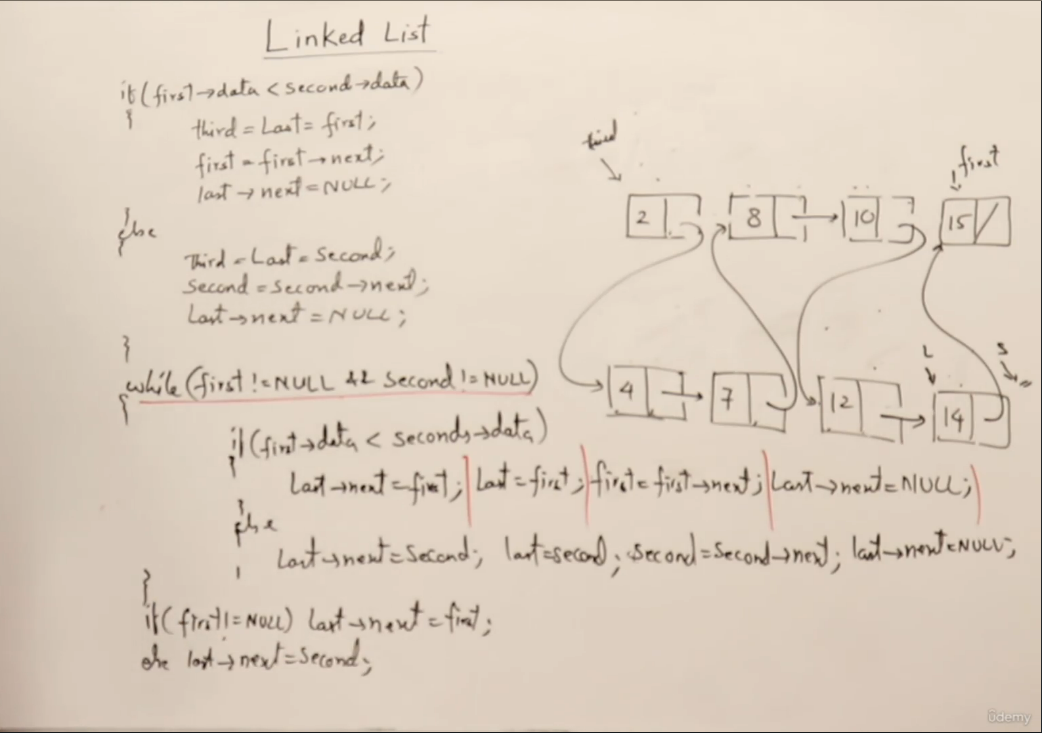 Linked List
if(first→data < second→data)
{
third = Last = first;
first = first→next;
last→next = NULL;
}
else
{
third = Last = Second;
Second = Second→next;
Last→next = NULL;
}
while(first != NULL && Second != NULL)
{
if(first→data < second→data)
{
Last→next = first; Last = first; first = first→next; Last→next = NULL;
}
else
{
Last→next = Second; last = second; Second = Second→next; last→next = NULL;
}
}
if(first != NULL) last→next = first;
else last→next = Second;
third
first
2 8 10 15
L S
4 7 12 14
ûdemy